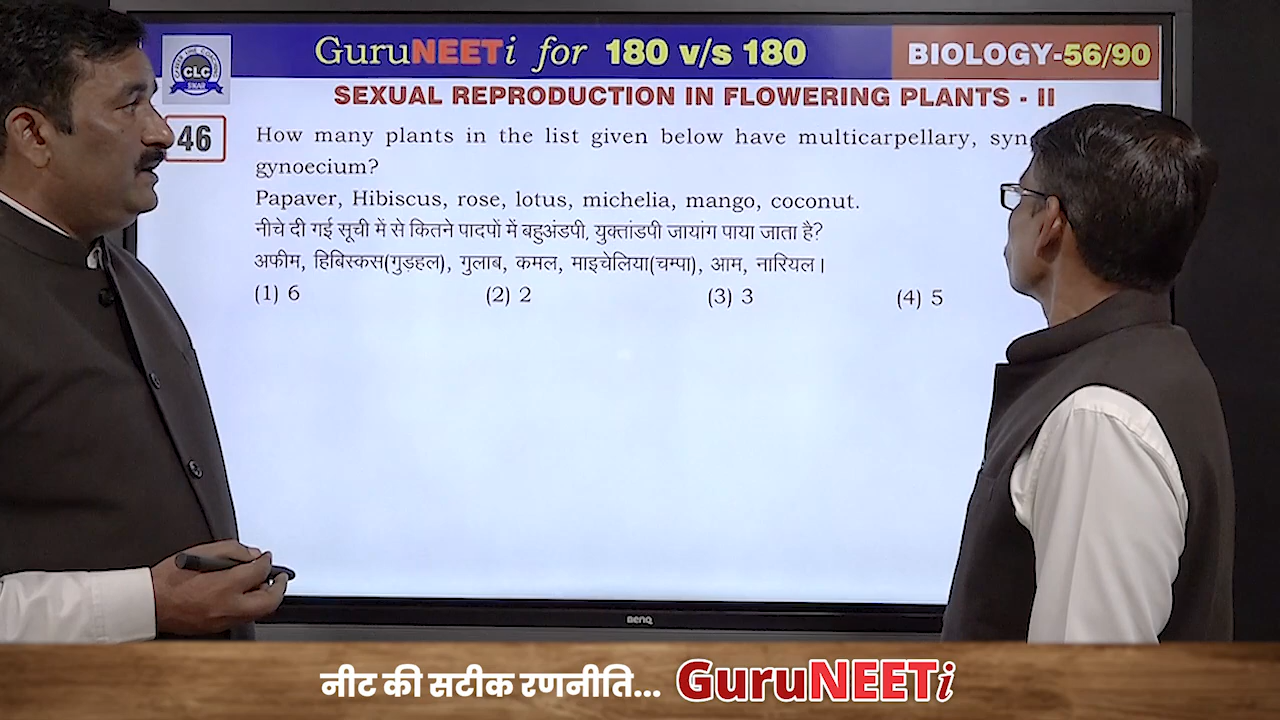 GuruNEETi for 180 v/s 180
BIOLOGY-56/90
CLC
SIKAR
SEXUAL REPRODUCTION IN FLOWERING PLANTS - II
46
How many plants in the list given below have multicarpellary,
gynoecium?
Papaver, Hibiscus, rose, lotus, michelia, mango, coconut.
नीचे दी गई सूची में से कितने पादपों में बहुअंडपी, युक्तांडपी जायांग पाया जाता है?
अफीम, हिबिस्कस(गुड़हल), गुलाब, कमल, माइचेलिया(चम्पा), आम, नारियल।
(1) 6 (2) 2 (3) 3 (4) 5
BENQ
नीट की सटीक रणनीति... GuruNEETi